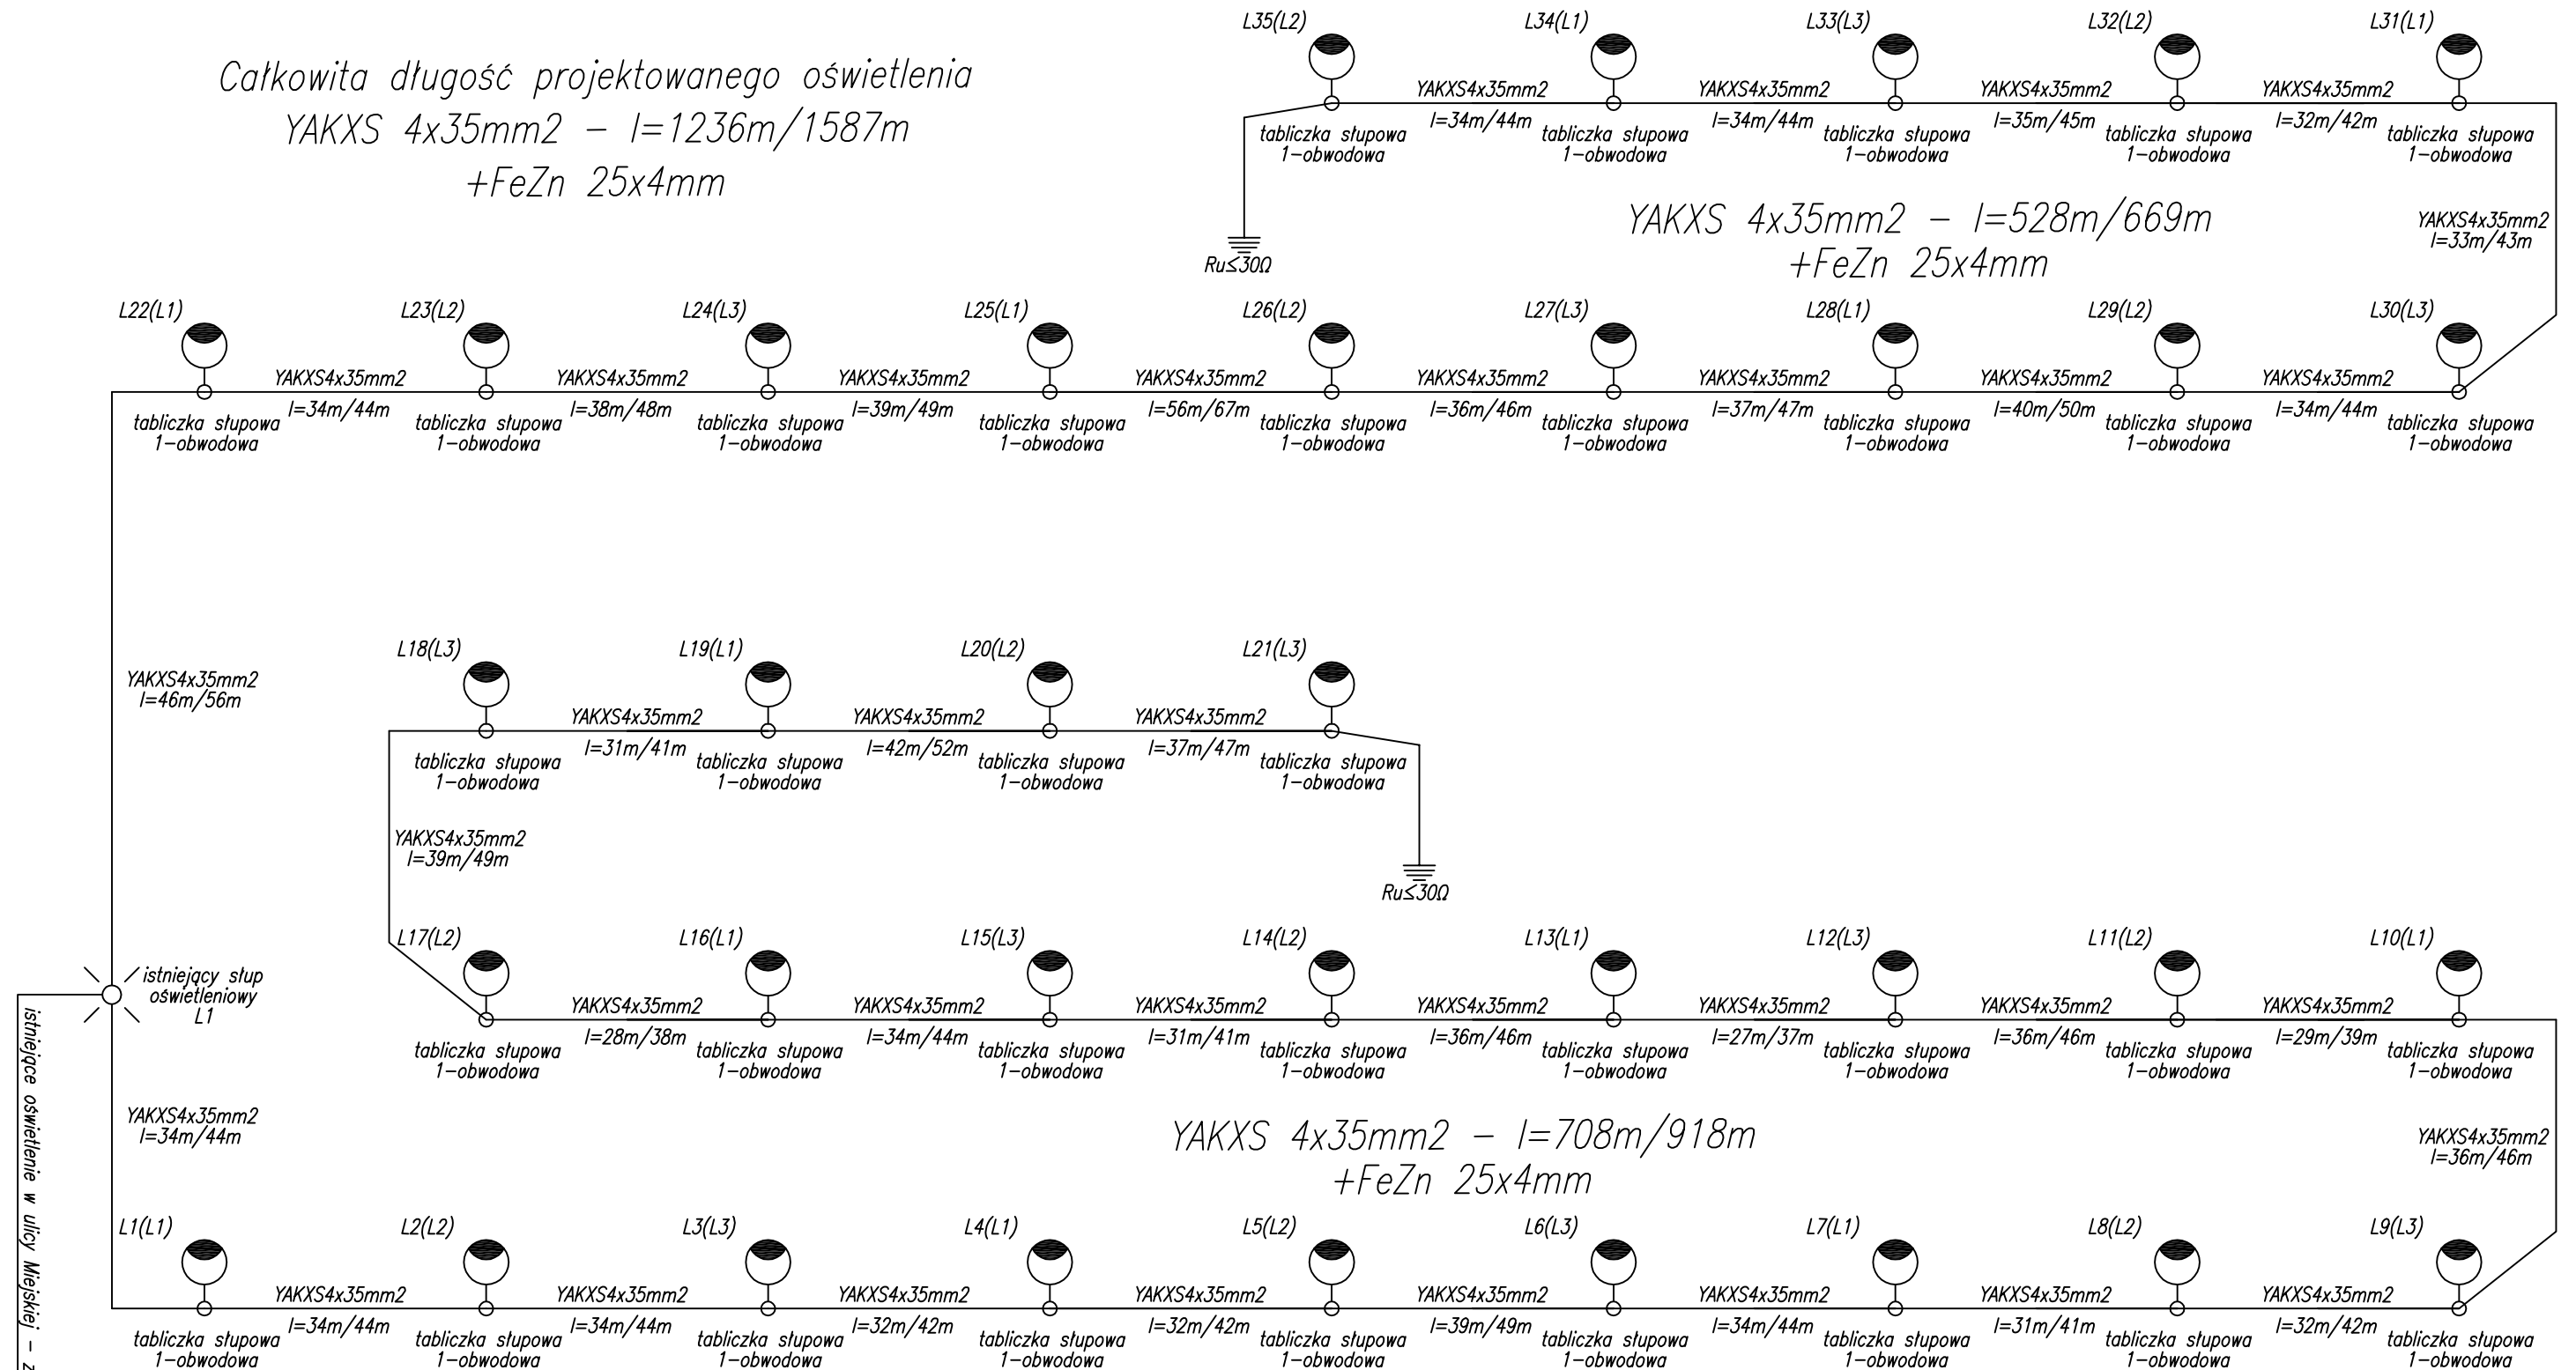 Całkowita długość projektowanego oświetlenia
YAKXS 4x35mm2 – l=1236m/1587m
+FeZn 25x4mm
L35(L2) L34(L1) L33(L3) L32(L2) L31(L1)
YAKXS4x35mm2 YAKXS4x35mm2 YAKXS4x35mm2 YAKXS4x35mm2
l=34m/44m l=34m/44m l=35m/45m l=32m/42m
tabliczka słupowa tabliczka słupowa tabliczka słupowa tabliczka słupowa tabliczka słupowa
1-obwodowa 1-obwodowa 1-obwodowa 1-obwodowa 1-obwodowa
YAKXS 4x35mm2 – l=528m/669m
+FeZn 25x4mm
YAKXS4x35mm2
l=33m/43m
Ru≤30Ω
L22(L1) L23(L2) L24(L3) L25(L1) L26(L2) L27(L3) L28(L1) L29(L2) L30(L3)
YAKXS4x35mm2 YAKXS4x35mm2 YAKXS4x35mm2 YAKXS4x35mm2 YAKXS4x35mm2 YAKXS4x35mm2 YAKXS4x35mm2 YAKXS4x35mm2
l=34m/44m l=38m/48m l=39m/49m l=56m/67m l=36m/46m l=37m/47m l=40m/50m l=34m/44m
tabliczka słupowa tabliczka słupowa tabliczka słupowa tabliczka słupowa tabliczka słupowa tabliczka słupowa tabliczka słupowa tabliczka słupowa tabliczka słupowa
1-obwodowa 1-obwodowa 1-obwodowa 1-obwodowa 1-obwodowa 1-obwodowa 1-obwodowa 1-obwodowa 1-obwodowa
YAKXS4x35mm2
l=46m/56m
L18(L3) L19(L1) L20(L2) L21(L3)
YAKXS4x35mm2 YAKXS4x35mm2 YAKXS4x35mm2
l=31m/41m l=42m/52m l=37m/47m
tabliczka słupowa tabliczka słupowa tabliczka słupowa tabliczka słupowa
1-obwodowa 1-obwodowa 1-obwodowa 1-obwodowa
YAKXS4x35mm2
l=39m/49m
Ru≤30Ω
L17(L2) L16(L1) L15(L3) L14(L2) L13(L1) L12(L3) L11(L2) L10(L1)
YAKXS4x35mm2 YAKXS4x35mm2 YAKXS4x35mm2 YAKXS4x35mm2 YAKXS4x35mm2 YAKXS4x35mm2 YAKXS4x35mm2
l=28m/38m l=34m/44m l=31m/41m l=36m/46m l=27m/37m l=36m/46m l=29m/39m
tabliczka słupowa tabliczka słupowa tabliczka słupowa tabliczka słupowa tabliczka słupowa tabliczka słupowa tabliczka słupowa tabliczka słupowa
1-obwodowa 1-obwodowa 1-obwodowa 1-obwodowa 1-obwodowa 1-obwodowa 1-obwodowa 1-obwodowa
istniejący słup
oświetleniowy
L1
istniejące oświetlenie w ulicy Miejskiej – z
YAKXS4x35mm2
l=34m/44m
YAKXS 4x35mm2 – l=708m/918m
+FeZn 25x4mm
YAKXS4x35mm2
l=36m/46m
L1(L1) L2(L2) L3(L3) L4(L1) L5(L2) L6(L3) L7(L1) L8(L2) L9(L3)
YAKXS4x35mm2 YAKXS4x35mm2 YAKXS4x35mm2 YAKXS4x35mm2 YAKXS4x35mm2 YAKXS4x35mm2 YAKXS4x35mm2 YAKXS4x35mm2
l=34m/44m l=34m/44m l=32m/42m l=32m/42m l=39m/49m l=34m/44m l=31m/41m l=32m/42m
tabliczka słupowa tabliczka słupowa tabliczka słupowa tabliczka słupowa tabliczka słupowa tabliczka słupowa tabliczka słupowa tabliczka słupowa tabliczka słupowa
1-obwodowa 1-obwodowa 1-obwodowa 1-obwodowa 1-obwodowa 1-obwodowa 1-obwodowa 1-obwodowa 1-obwodowa